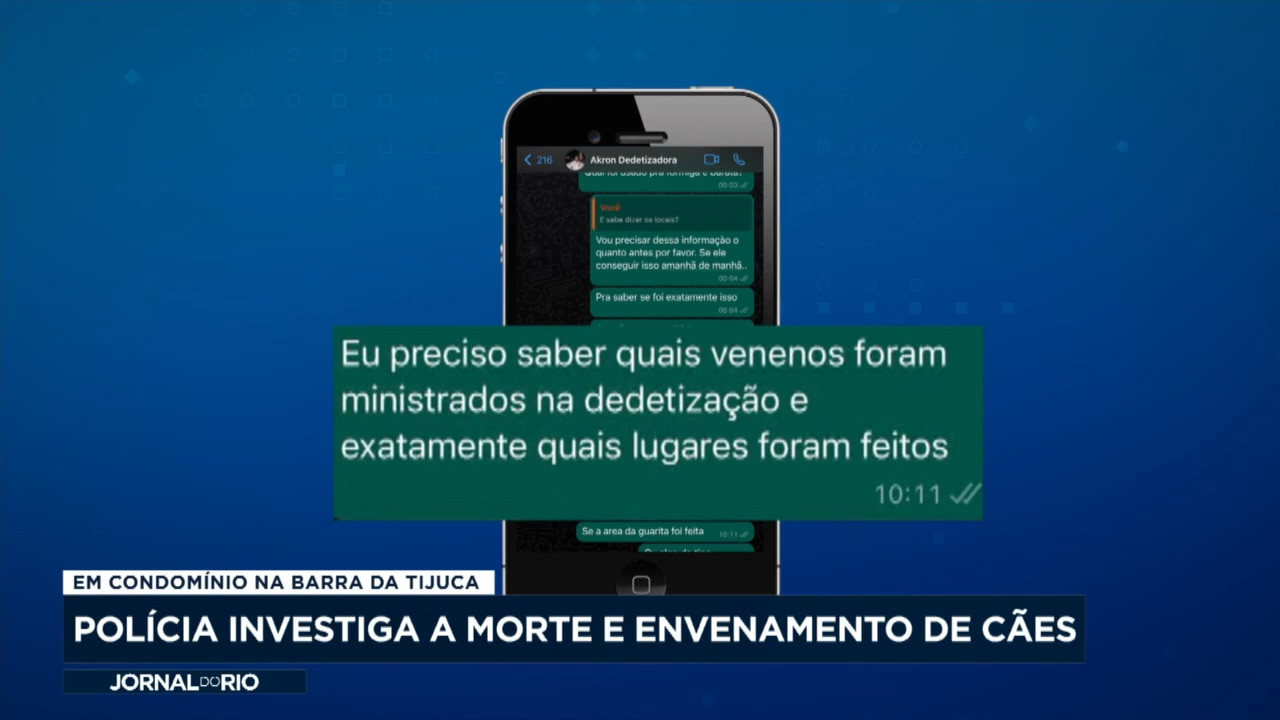 216 Akron Dedetizadora
Qual foi usado pra formiga e barata?
00:03
Você
E sabe dizer os locais?
Vou precisar dessa informação o
quanto antes por favor. Se ele
conseguir isso amanhã de manhã..
00:04
Pra saber se foi exatamente isso
00:04
Eu preciso saber quais venenos foram
ministrados na dedetização e
exatamente quais lugares foram feitos
10:11
Se a area da guarita foi feita
10:11
EM CONDOMÍNIO NA BARRA DA TIJUCA
POLÍCIA INVESTIGA A MORTE E ENVENAMENTO DE CÃES
JORNAL DO RIO